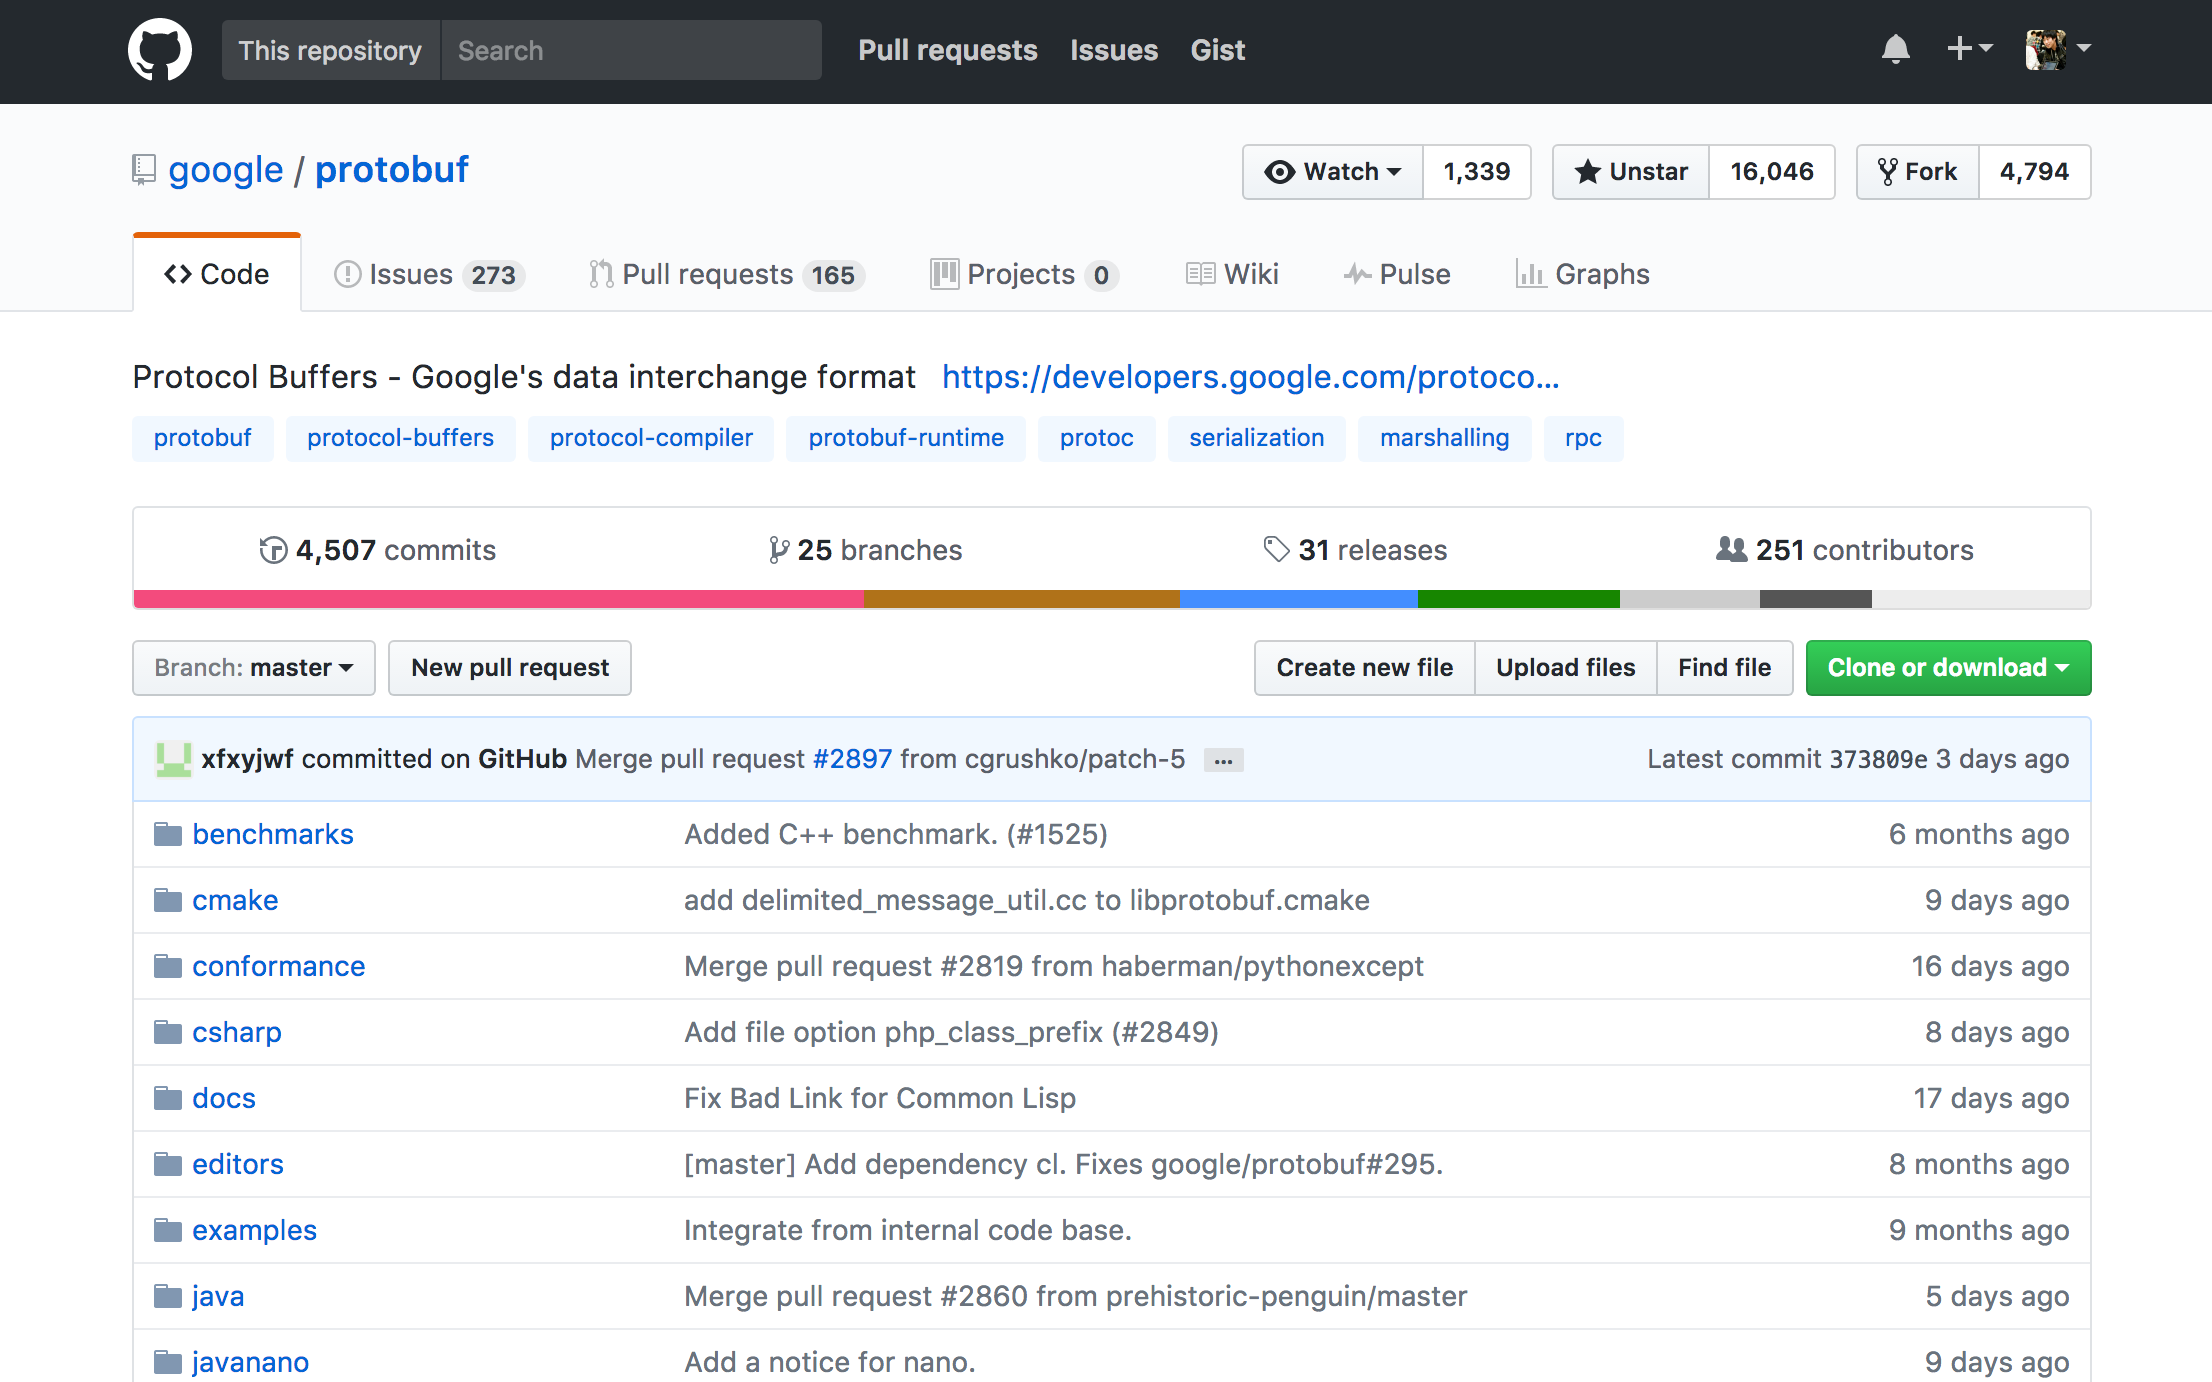 This repository Search Pull requests Issues Gist
google / protobuf Watch 1,339 Unstar 16,046 Fork 4,794
Code Issues 273 Pull requests 165 Projects 0 Wiki Pulse Graphs
Protocol Buffers - Google's data interchange format https://developers.google.com/protoco...
protobuf protocol-buffers protocol-compiler protobuf-runtime protoc serialization marshalling rpc
4,507 commits 25 branches 31 releases 251 contributors
Branch: master New pull request Create new file Upload files Find file Clone or download
xfxyjwf committed on GitHub Merge pull request #2897 from cgrushko/patch-5 ... Latest commit 373809e 3 days ago
benchmarks Added C++ benchmark. (#1525) 6 months ago
cmake add delimited_message_util.cc to libprotobuf.cmake 9 days ago
conformance Merge pull request #2819 from haberman/pythonexcept 16 days ago
csharp Add file option php_class_prefix (#2849) 8 days ago
docs Fix Bad Link for Common Lisp 17 days ago
editors [master] Add dependency cl. Fixes google/protobuf#295. 8 months ago
examples Integrate from internal code base. 9 months ago
java Merge pull request #2860 from prehistoric-penguin/master 5 days ago
javanano Add a notice for nano. 9 days ago